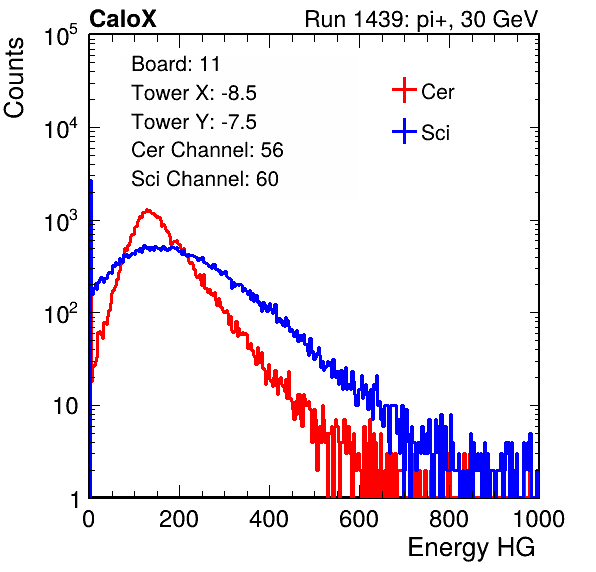 CaloX Run 1439: pi+, 30 GeV
Counts
Board: 11
Tower X: -8.5
Tower Y: -7.5
Cer Channel: 56
Sci Channel: 60
Cer
Sci
10^5
10^4
10^3
10^2
10
1
0 200 400 600 800 1000
Energy HG